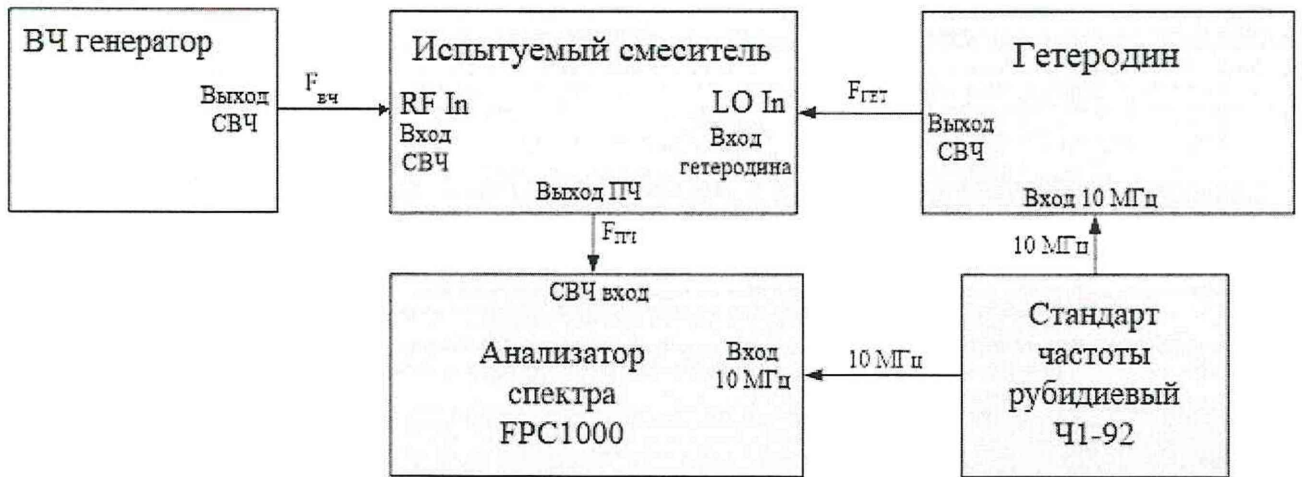 ВЧ генератор
Выход
СВЧ
Fвч
Испытуемый смеситель
RF In
Вход
СВЧ
LO In
Вход
гетеродина
Выход ПЧ
FГЕТ
Гетеродин
Выход
СВЧ
Вход 10 МГц
FПЧ
10 МГц
СВЧ вход
Анализатор
спектра
FPC1000
Вход
10 МГц
10 МГц
Стандарт
частоты
рубидиевый
Ч1-92